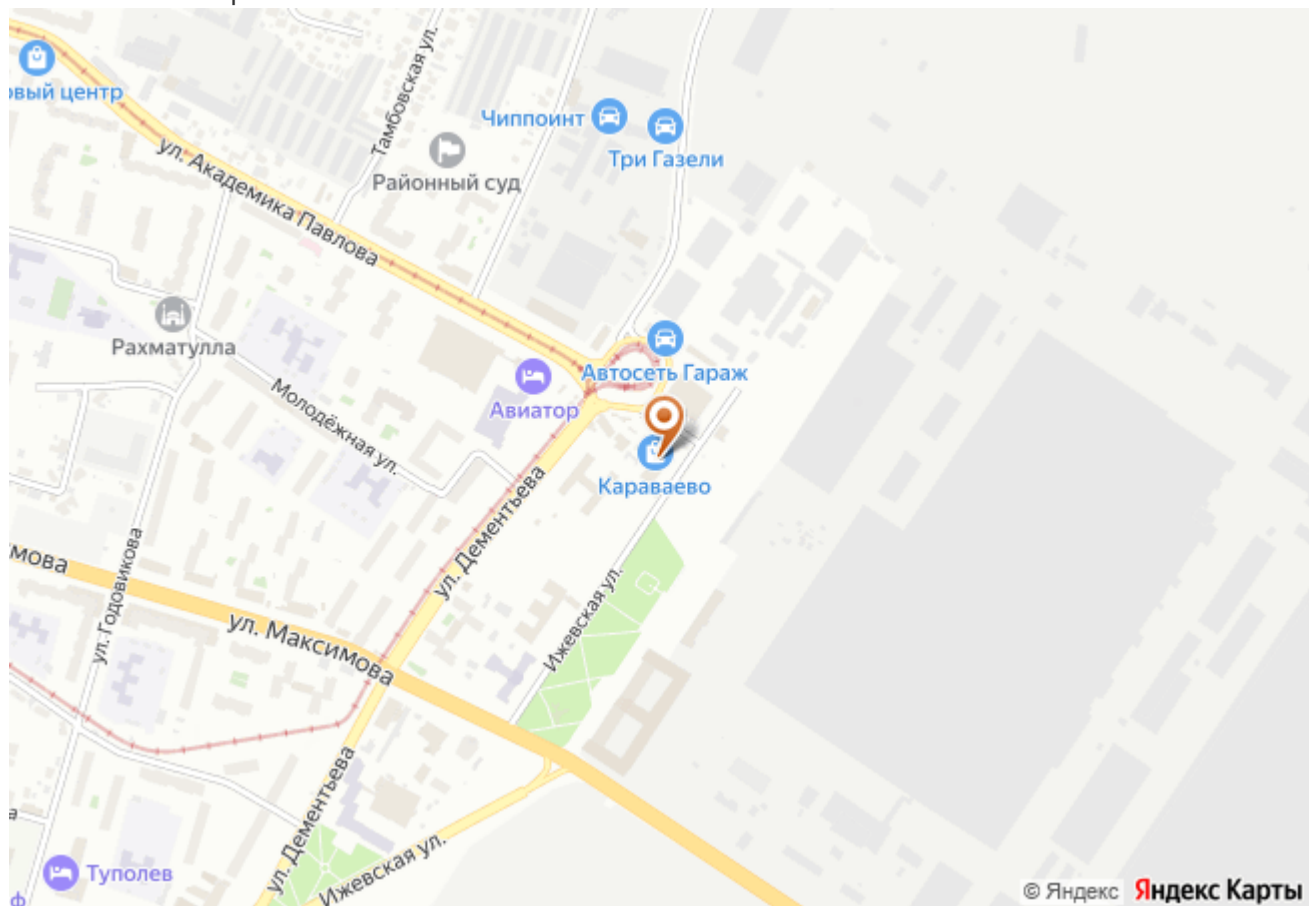 овый центр
Тамбовская ул.
Чиппоинт
Три Газели
Районный суд
ул. Академика Павлова
Рахматулла
Автосеть Гараж
Авиатор
Молодёжная ул.
Караваево
ул. Дементьева
мова
ул. Годовикова
ул. Максимова
Ижевская ул.
ул. Дементьева
Туполев
Ижевская ул.
ф
© Яндекс Яндекс Карты